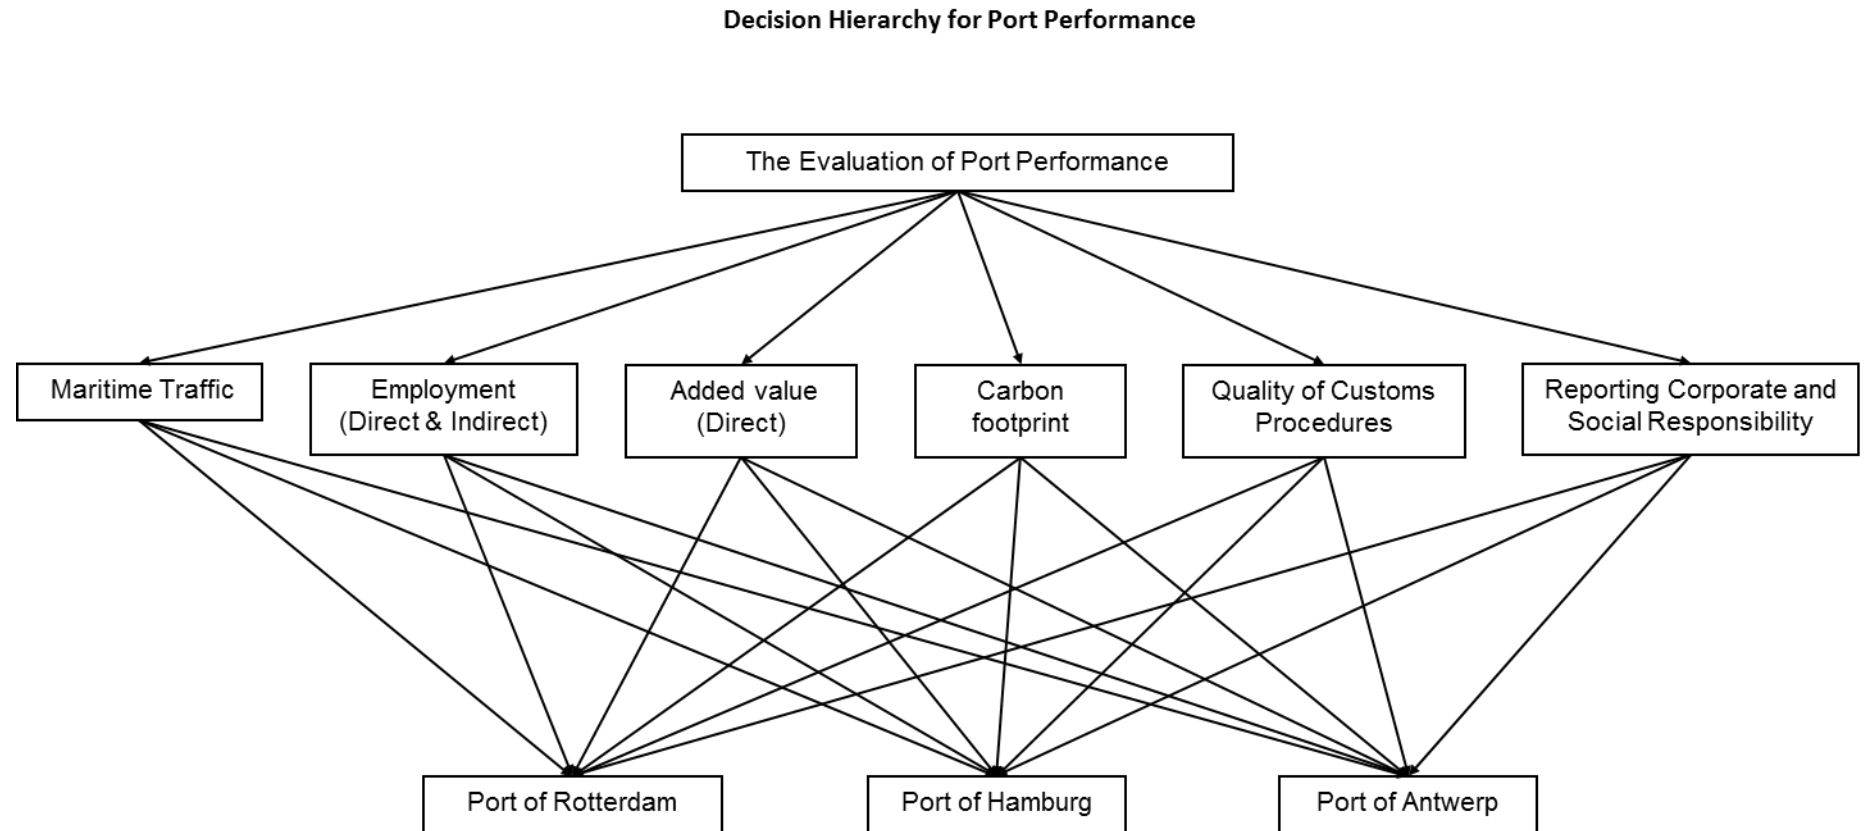 Decision Hierarchy for Port Performance
The Evaluation of Port Performance
Maritime Traffic
Employment
(Direct & Indirect)
Added value
(Direct)
Carbon
footprint
Quality of Customs
Procedures
Reporting Corporate and
Social Responsibility
Port of Rotterdam
Port of Hamburg
Port of Antwerp